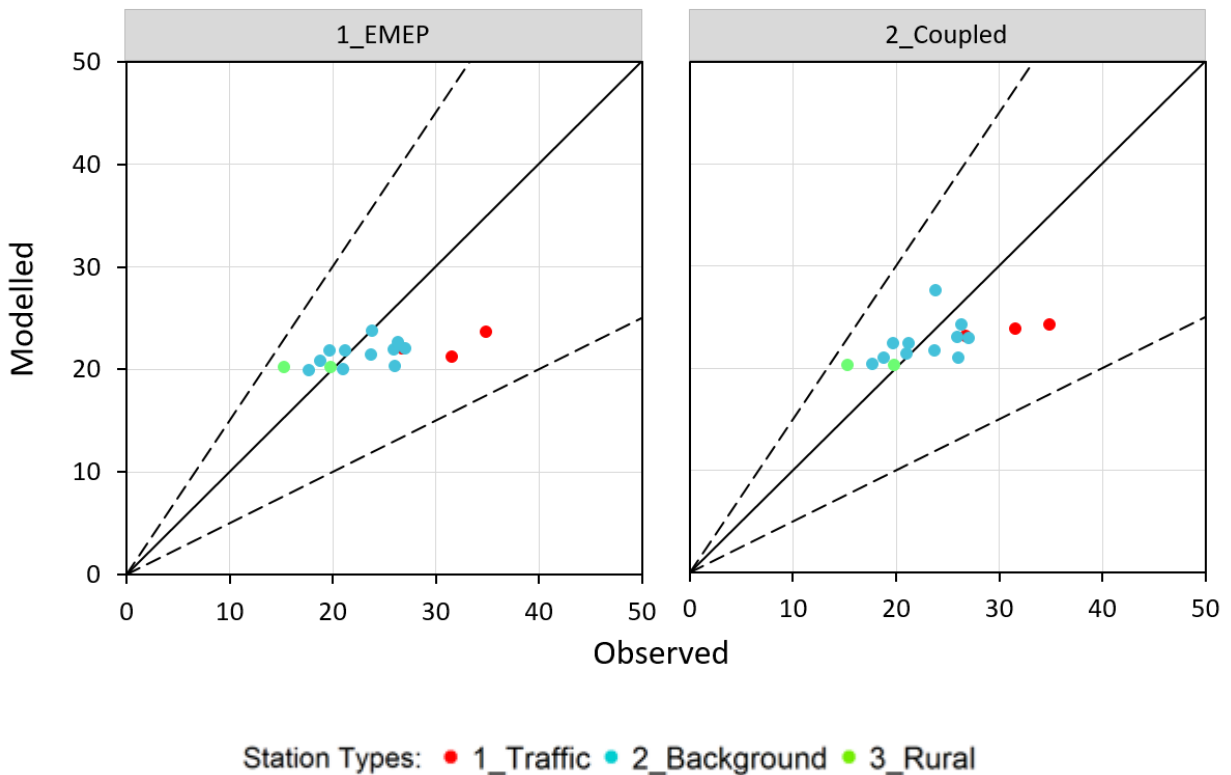 1_EMEP
2_Coupled
50
40
30
20
10
0
Modelled
0 10 20 30 40 50
0 10 20 30 40 50
Observed
Station Types: 1_Traffic 2_Background 3_Rural